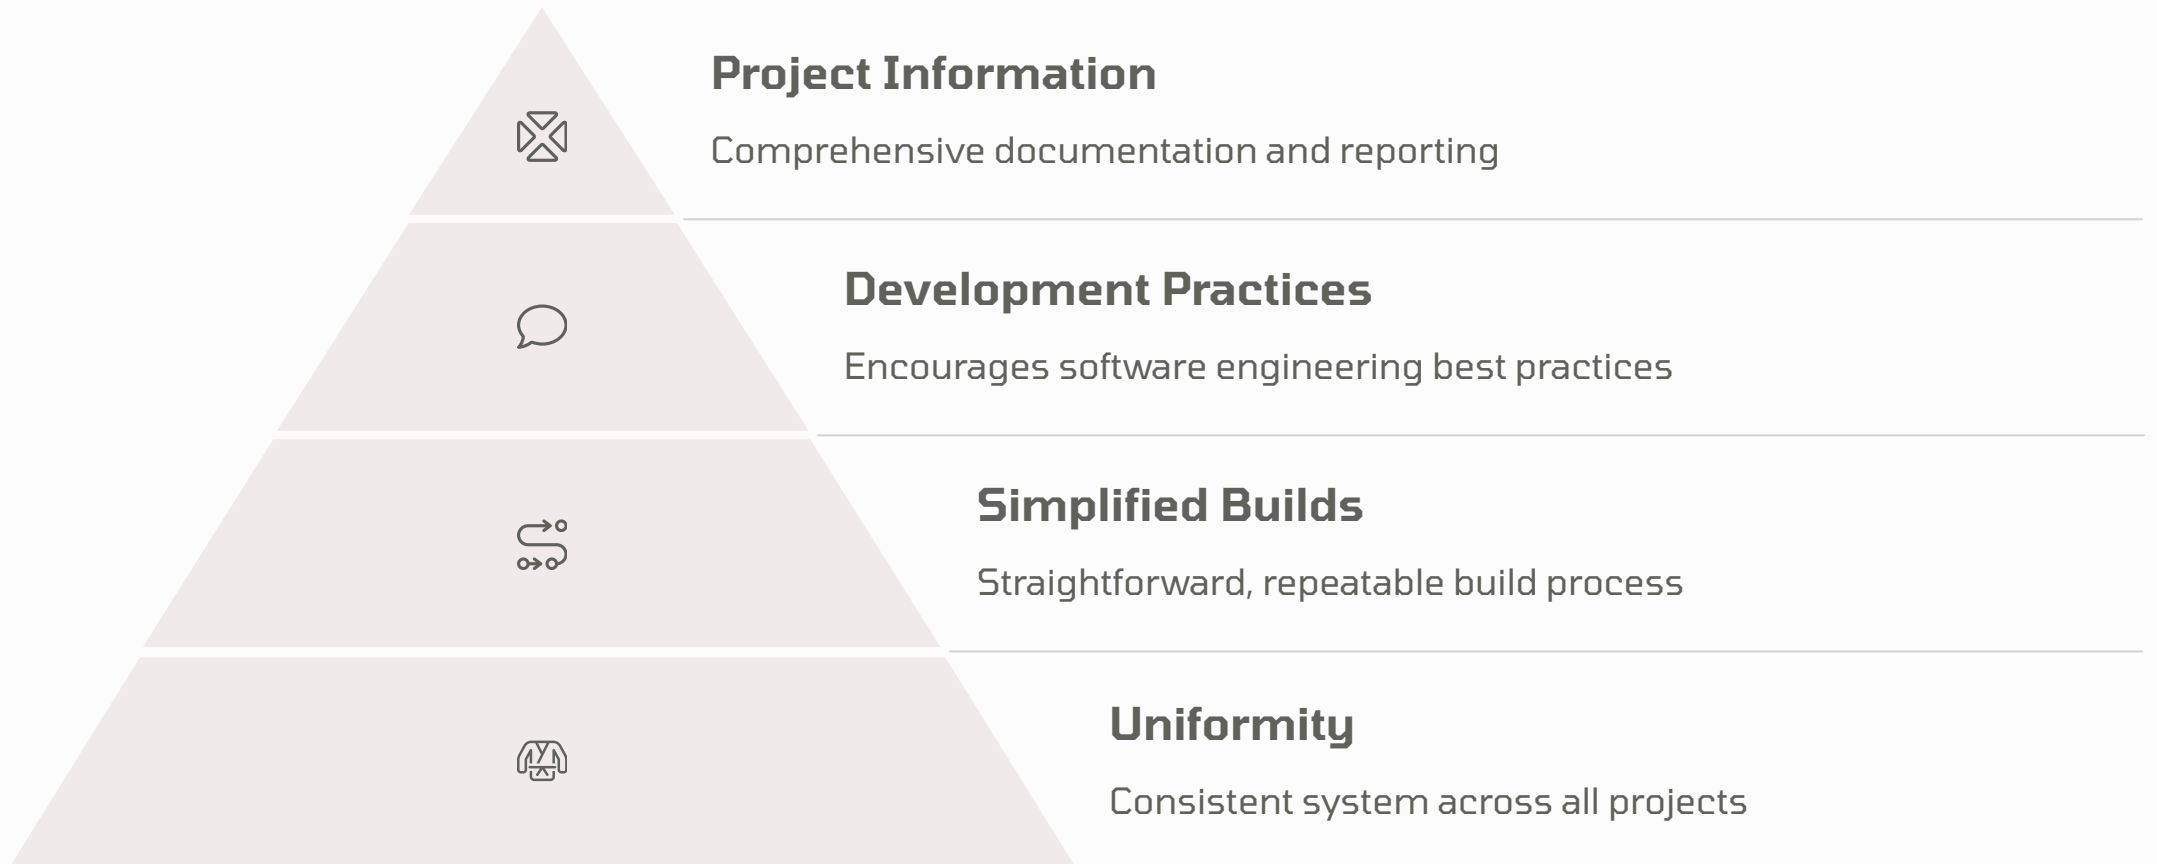 Project Information
Comprehensive documentation and reporting
Development Practices
Encourages software engineering best practices
Simplified Builds
Straightforward, repeatable build process
Uniformity
Consistent system across all projects